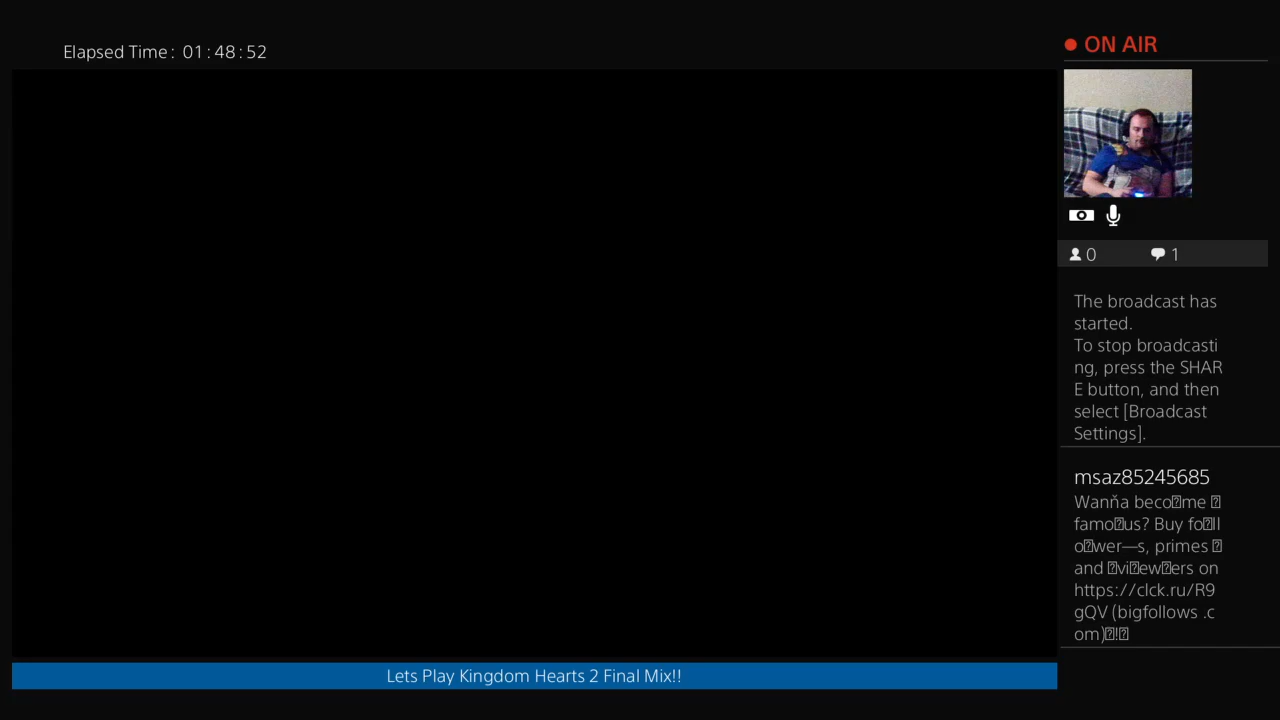 Elapsed Time: 01:48:52
ON AIR
0
1
The broadcast has
started.
To stop broadcasti
ng, press the SHAR
E button, and then
select [Broadcast
Settings].
msaz85245685
Wanňa beco⍰me ⍰
famo⍰us? Buy fo⍰ll
o⍰wer—s, primes ⍰
and ⍰vi⍰ew⍰ers on
https://clck.ru/R9
gQV (bigfollows .c
om)⍰!⍰
Lets Play Kingdom Hearts 2 Final Mix!!